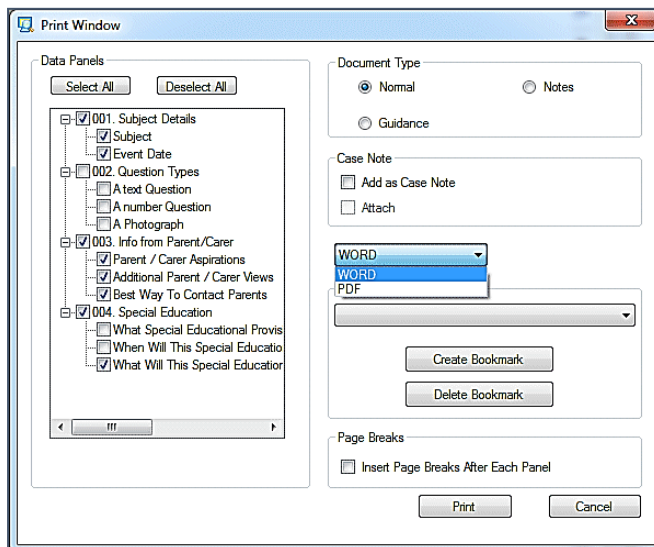 Print Window
Data Panels
Select All
Deselect All
001. Subject Details
Subject
Event Date
002. Question Types
A text Question
A number Question
A Photograph
003. Info from Parent/Carer
Parent / Carer Aspirations
Additional Parent / Carer Views
Best Way To Contact Parents
004. Special Education
What Special Educational Provis
When Will This Special Educatio
What Will This Special Education
Document Type
Normal
Notes
Guidance
Case Note
Add as Case Note
Attach
WORD
WORD
PDF
Create Bookmark
Delete Bookmark
Page Breaks
Insert Page Breaks After Each Panel
Print
Cancel